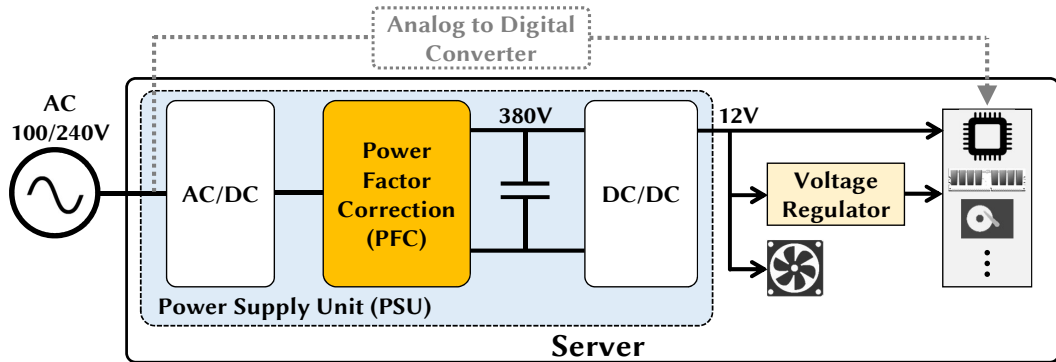 Analog to Digital
Converter
AC
100/240V
AC/DC
Power
Factor
Correction
(PFC)
380V
DC/DC
12V
Voltage
Regulator
Power Supply Unit (PSU)
Server